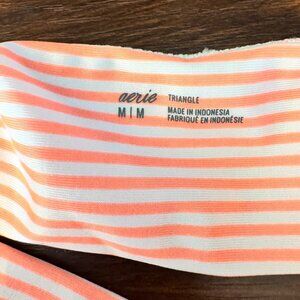 aerie TRIANGLE
M | M MADE IN INDONESIA
FABRIQUÉ EN INDONÉSIE